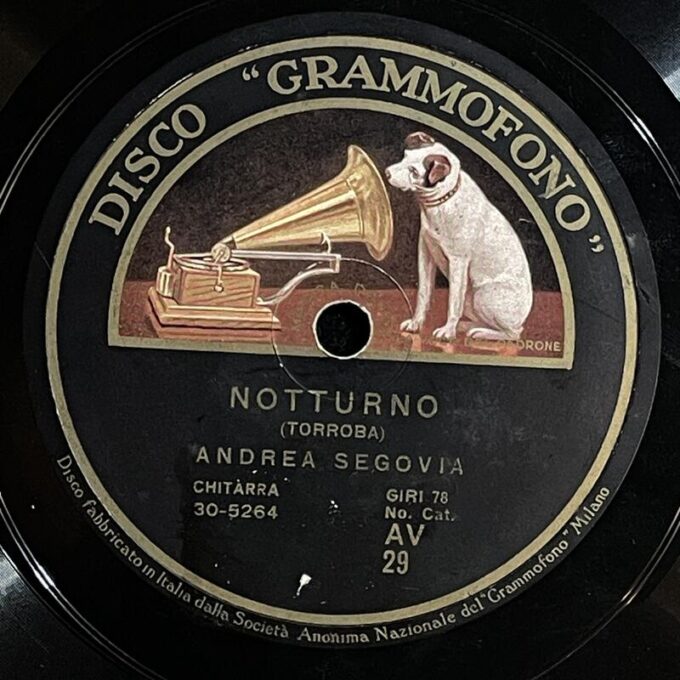 DISCO "GRAMMOFONO"
NOTTURNO
(TORROBA)
ANDREA SEGOVIA
CHITÀRRA
30-5264
GIRI 78
No. Cat.
AV
29
Disco fabbricato in Italia dalla Società Anonima Nazionale del "Grammofono" Milano